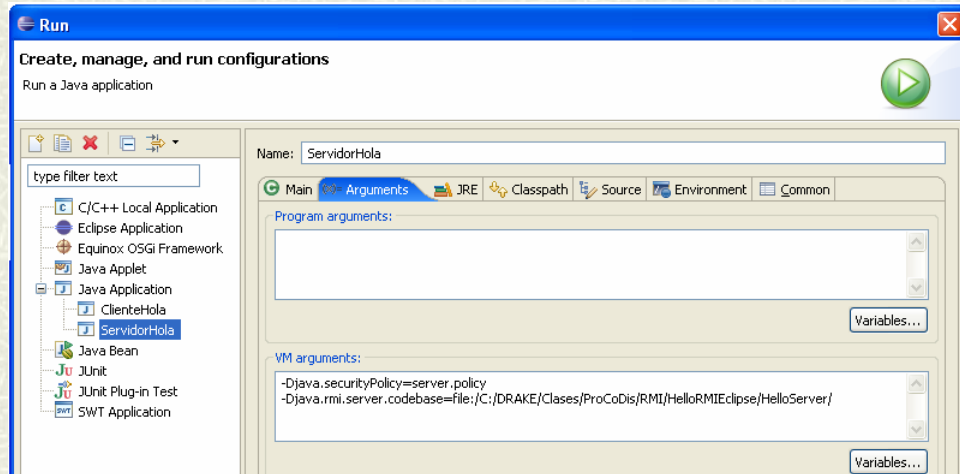 Run
Create, manage, and run configurations
Run a Java application
type filter text
C/C++ Local Application
Eclipse Application
Equinox OSGi Framework
Java Applet
Java Application
ClienteHola
ServidorHola
Java Bean
JUnit
JUnit Plug-in Test
SWT Application
Name: ServidorHola
Main Arguments JRE Classpath Source Environment Common
Program arguments:
Variables...
VM arguments:
-Djava.securityPolicy=server.policy
-Djava.rmi.server.codebase=file:/C:/DRAKE/Clases/ProCoDis/RMI/HelloRMIEclipse/HelloServer/
Variables...